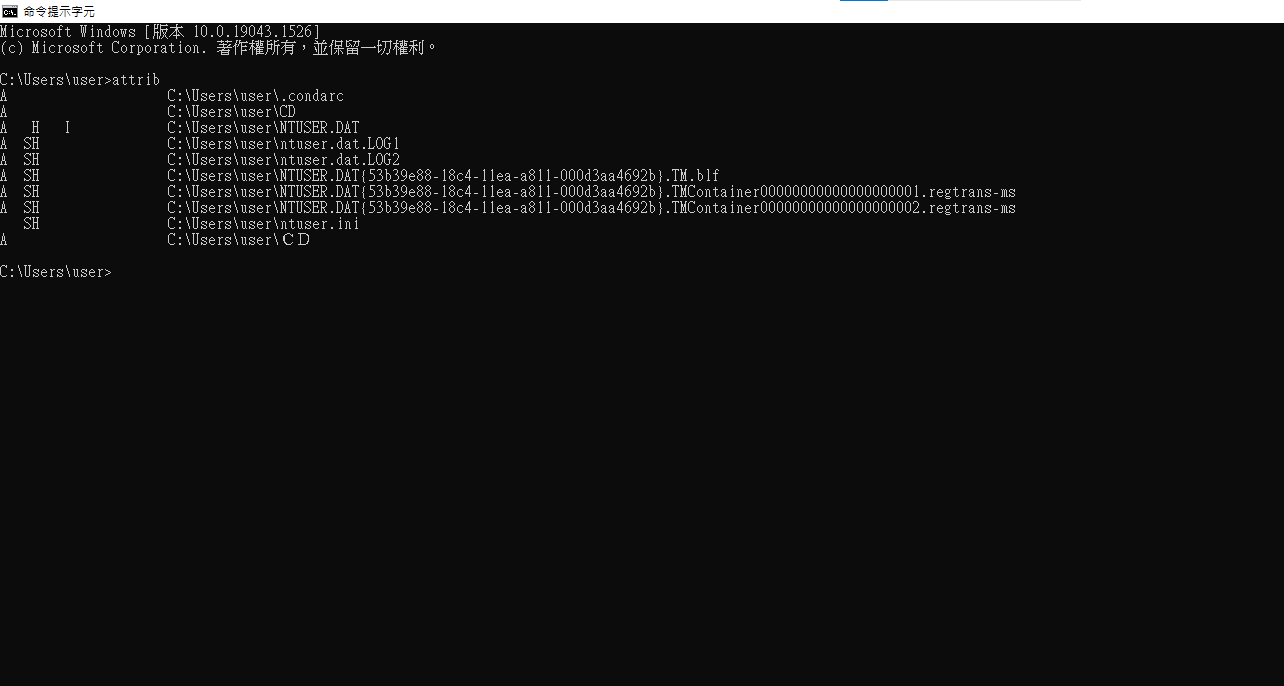 命令提示字元
Microsoft Windows [版本 10.0.19043.1526]
(c) Microsoft Corporation. 著作權所有，並保留一切權利。
C:\Users\user>attrib
A                    C:\Users\user\.condarc
A                    C:\Users\user\CD
A   H   I            C:\Users\user\NTUSER.DAT
A  SH                C:\Users\user\ntuser.dat.LOG1
A  SH                C:\Users\user\ntuser.dat.LOG2
A  SH                C:\Users\user\NTUSER.DAT{53b39e88-18c4-11ea-a811-000d3aa4692b}.TM.blf
A  SH                C:\Users\user\NTUSER.DAT{53b39e88-18c4-11ea-a811-000d3aa4692b}.TMContainer00000000000000000001.regtrans-ms
A  SH                C:\Users\user\NTUSER.DAT{53b39e88-18c4-11ea-a811-000d3aa4692b}.TMContainer00000000000000000002.regtrans-ms
   SH                C:\Users\user\ntuser.ini
A                    C:\Users\user\ＣＤ
C:\Users\user>